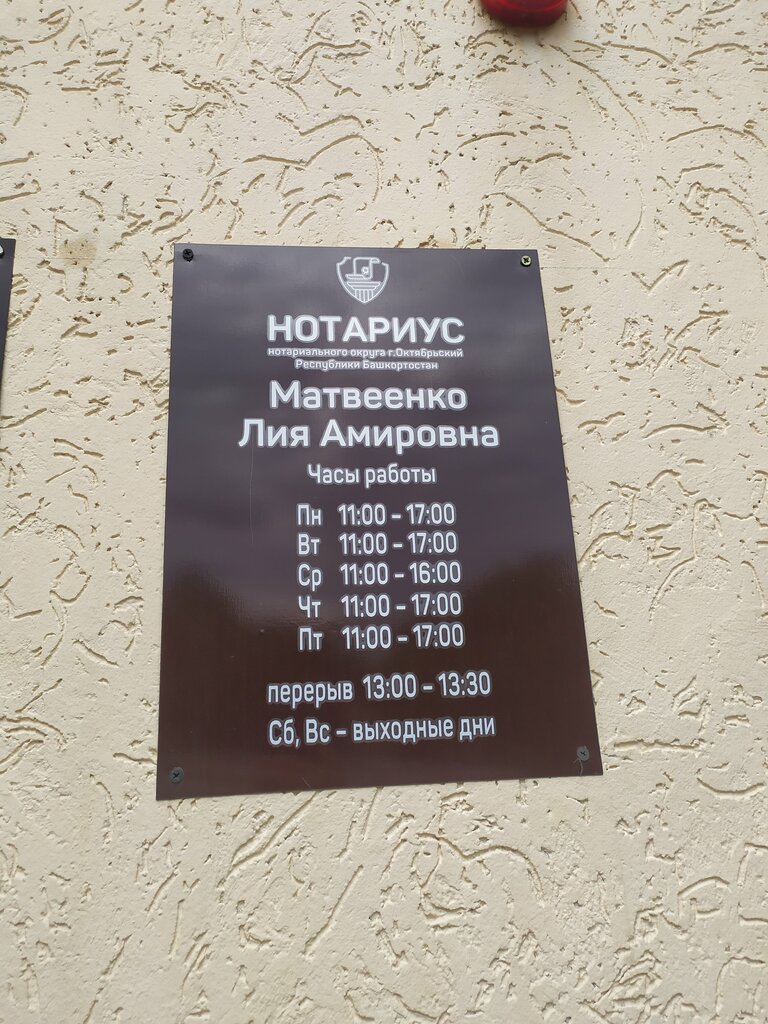 НОТАРИУС
нотариального округа г.Октябрьский
Республики Башкортостан
Матвеенко
Лия Амировна
Часы работы
Пн 11:00 - 17:00
Вт 11:00 - 17:00
Ср 11:00 - 16:00
Чт 11:00 - 17:00
Пт 11:00 - 17:00
перерыв 13:00 - 13:30
Сб, Вс - выходные дни